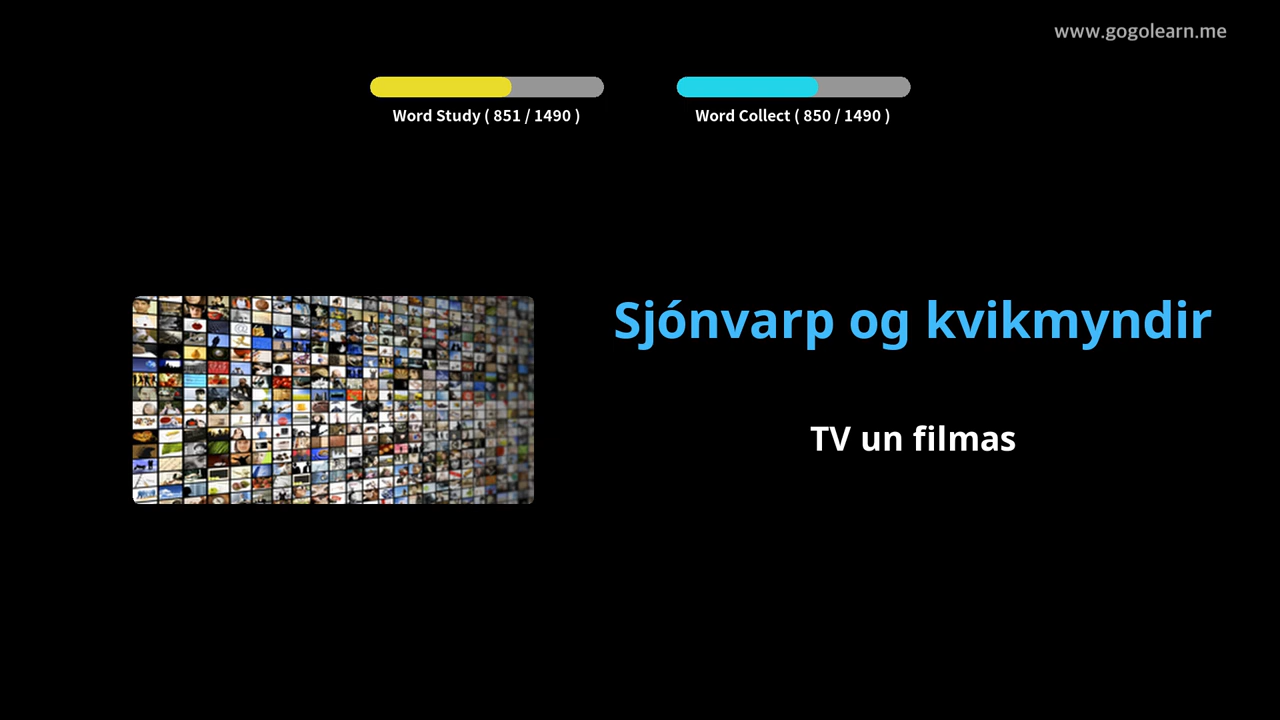 www.gogolearn.me
Word Study ( 851 / 1490 )
Word Collect ( 850 / 1490 )
Sjónvarp og kvikmyndir
TV un filmas